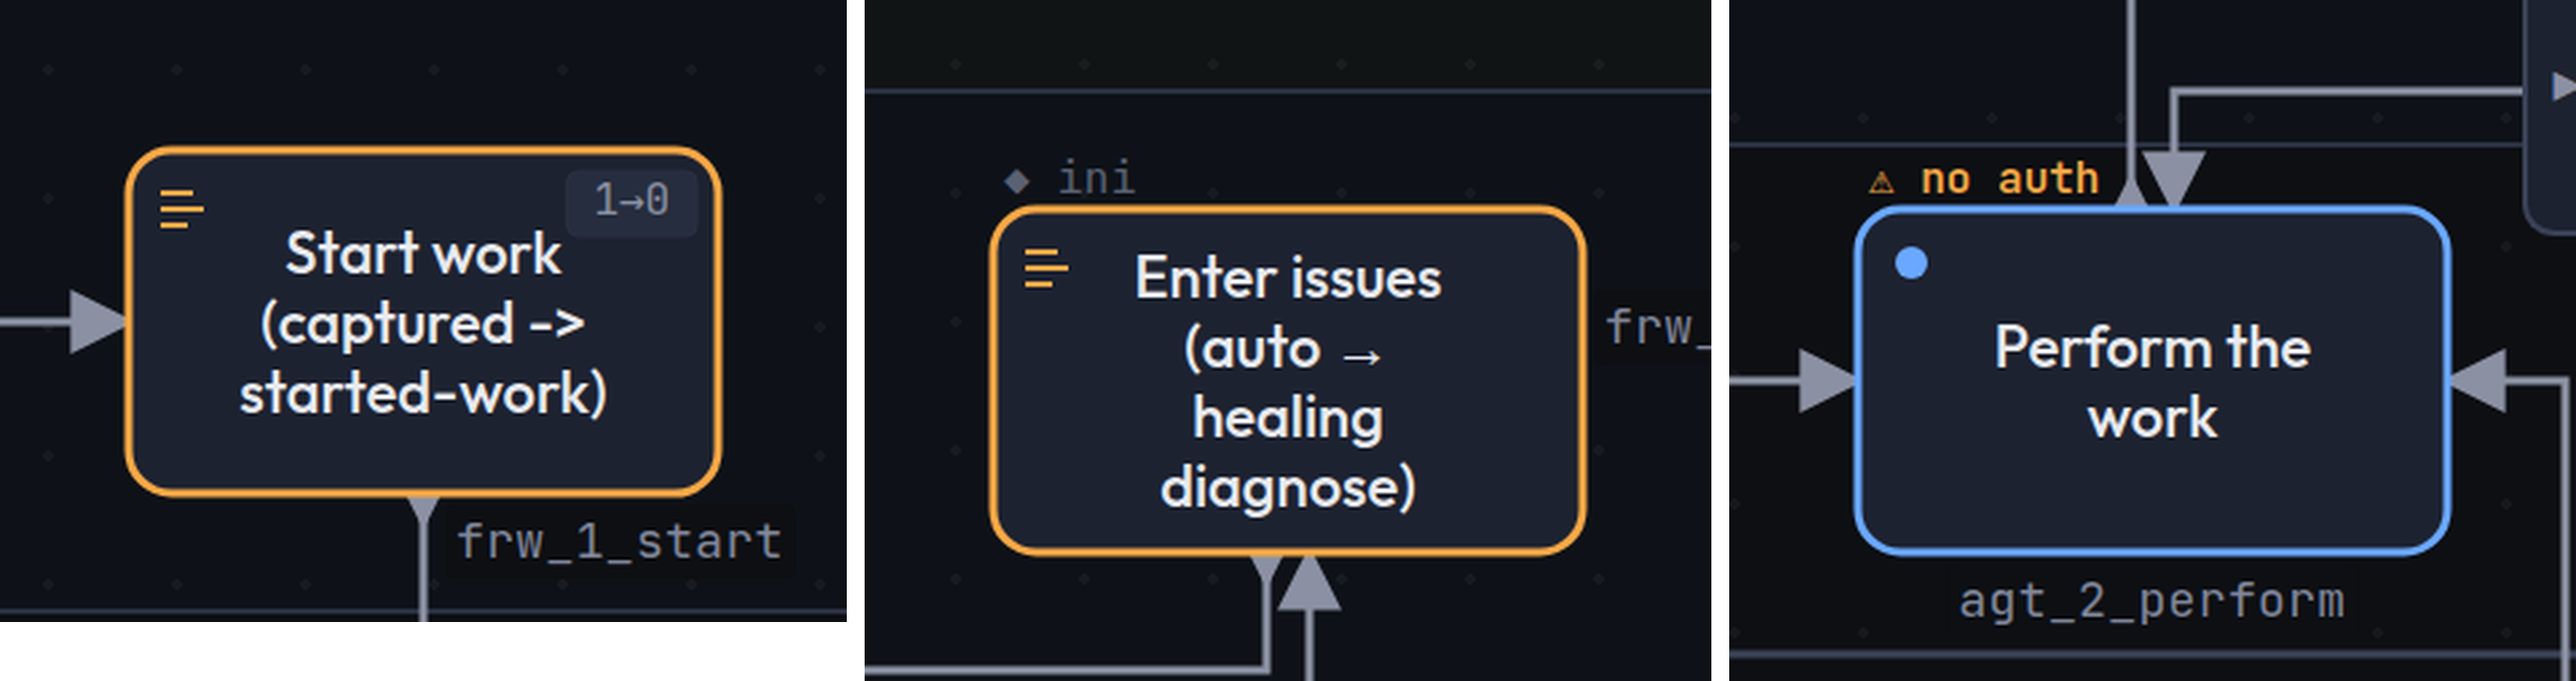 1→0
Start work
(captured ->
started-work)
frw_1_start
◆ ini
Enter issues
(auto →
healing
diagnose)
frw_
⚠ no auth
Perform the
work
agt_2_perform